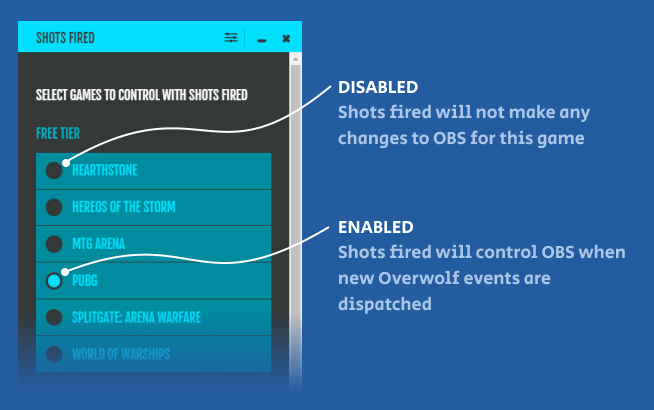 SHOTS FIRED
SELECT GAMES TO CONTROL WITH SHOTS FIRED
FREE TIER
HEARTHSTONE
HEREOS OF THE STORM
MTG ARENA
PUBG
SPLITGATE: ARENA WARFARE
WORLD OF WARSHIPS
DISABLED
Shots fired will not make any
changes to OBS for this game
ENABLED
Shots fired will control OBS when
new Overwolf events are
dispatched